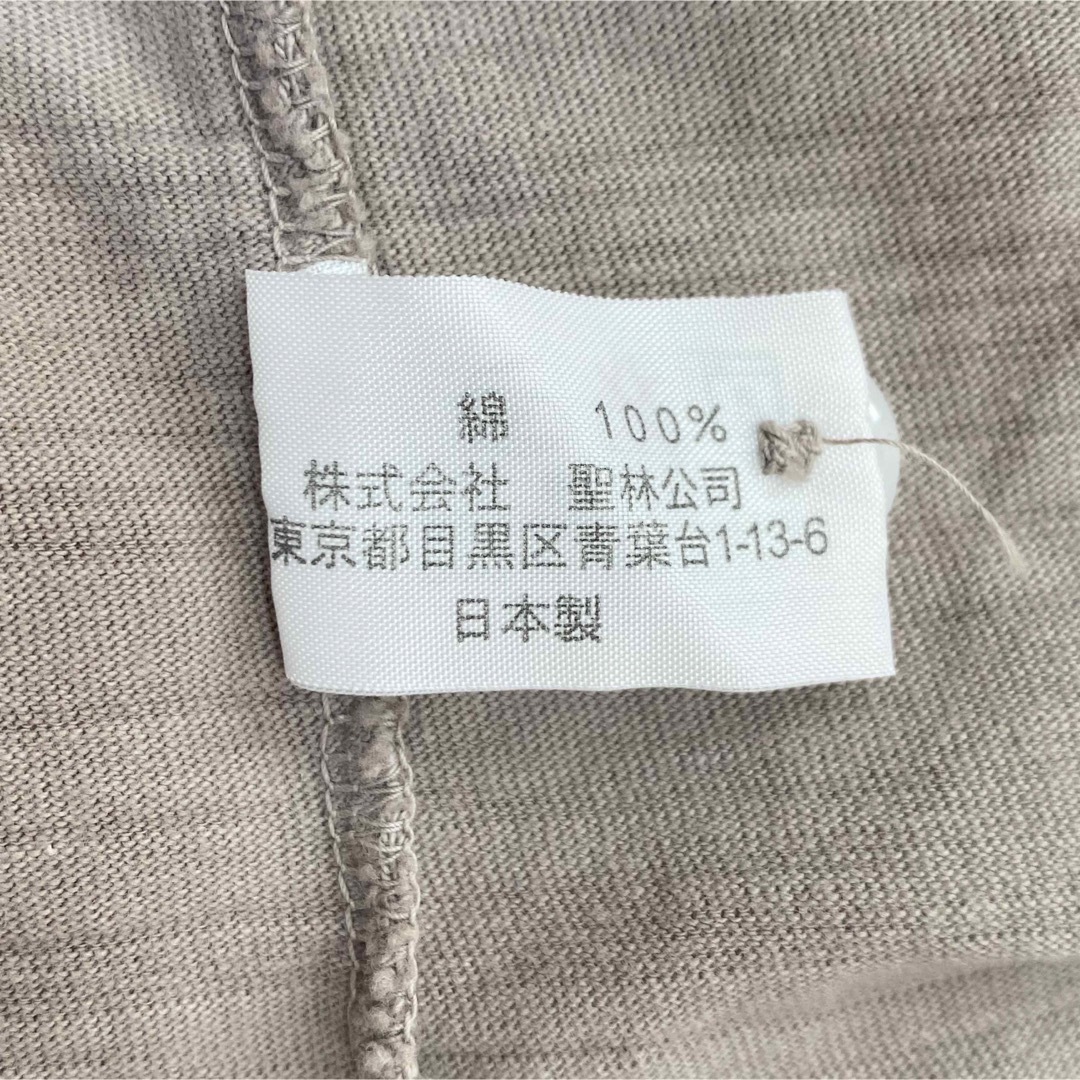 綿 100%
株式会社 聖林公司
東京都目黒区青葉台1-13-6
日本製